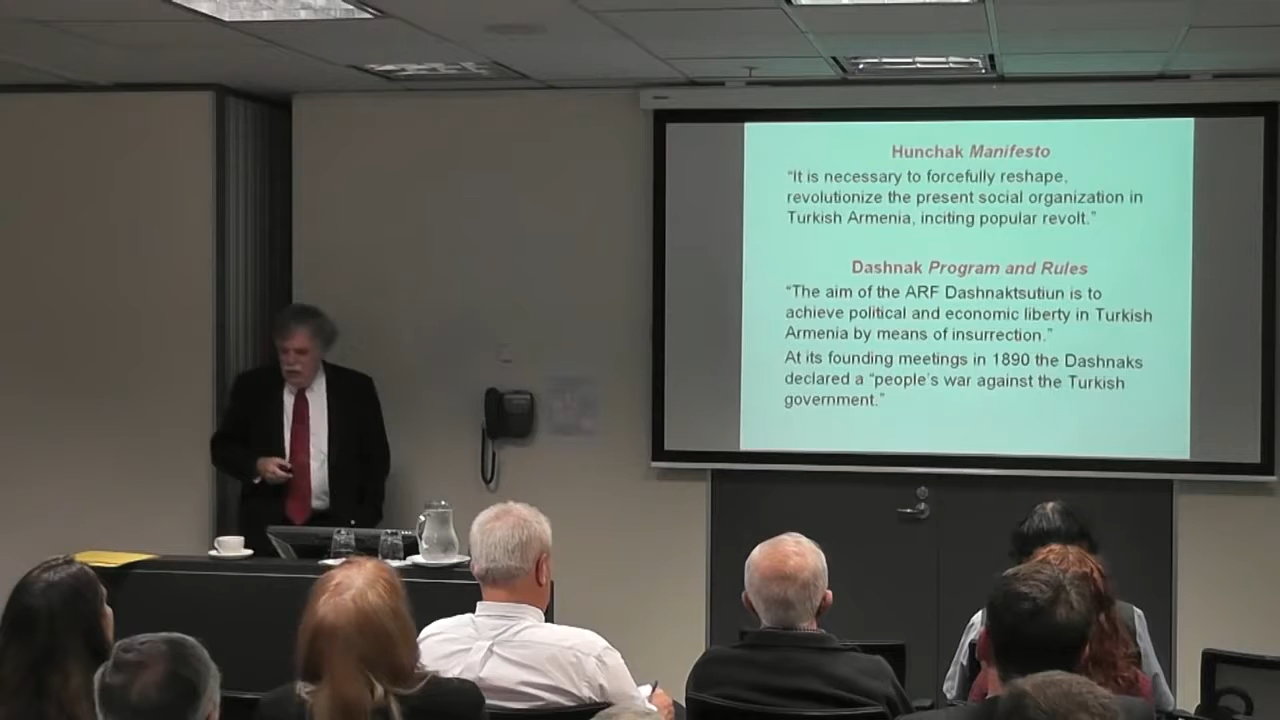 Hunchak Manifesto
“It is necessary to forcefully reshape,
revolutionize the present social organization in
Turkish Armenia, inciting popular revolt.”
Dashnak Program and Rules
“The aim of the ARF Dashnaktsutiun is to
achieve political and economic liberty in Turkish
Armenia by means of insurrection.”
At its founding meetings in 1890 the Dashnaks
declared a “people’s war against the Turkish
government.”